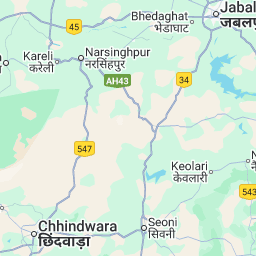 Jabal
जबलपु
Bhedaghat
भेडाघाट
45
Narsinghpur
नरसिंहपुर
Kareli
करेली
AH43
34
547
Keolari
केवलारी
N
543
Chhindwara
छिंदवाड़ा
Seoni
सिवनी